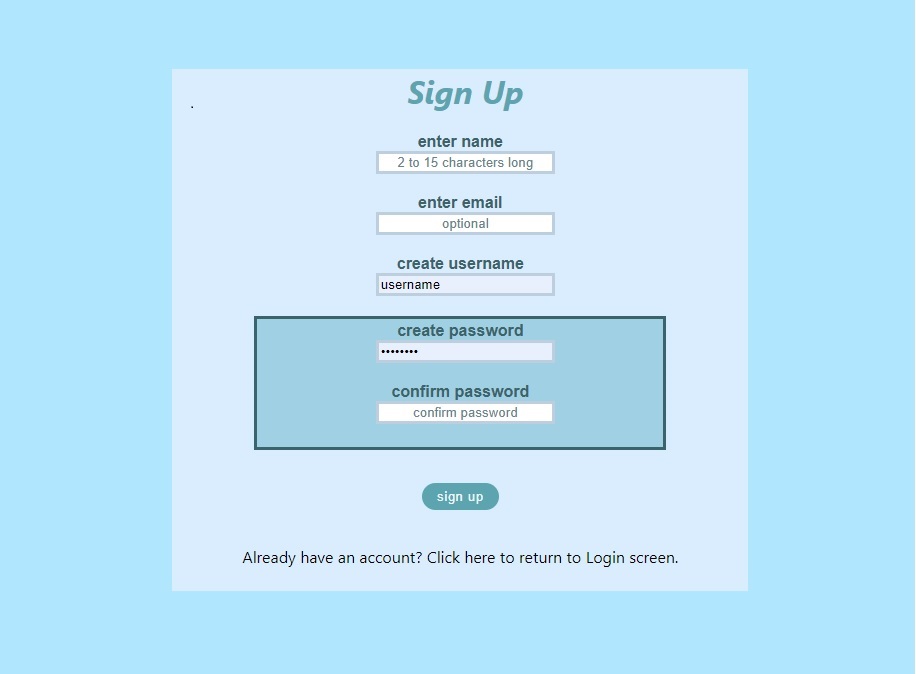 Sign Up
.
enter name
2 to 15 characters long
enter email
optional
create username
username
create password
••••••••
confirm password
confirm password
sign up
Already have an account? Click here to return to Login screen.